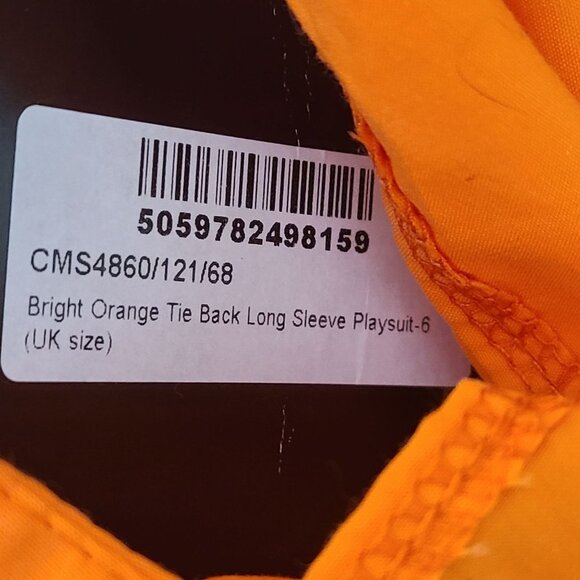 5059782498159
CMS4860/121/68
Bright Orange Tie Back Long Sleeve Playsuit-6
(UK size)